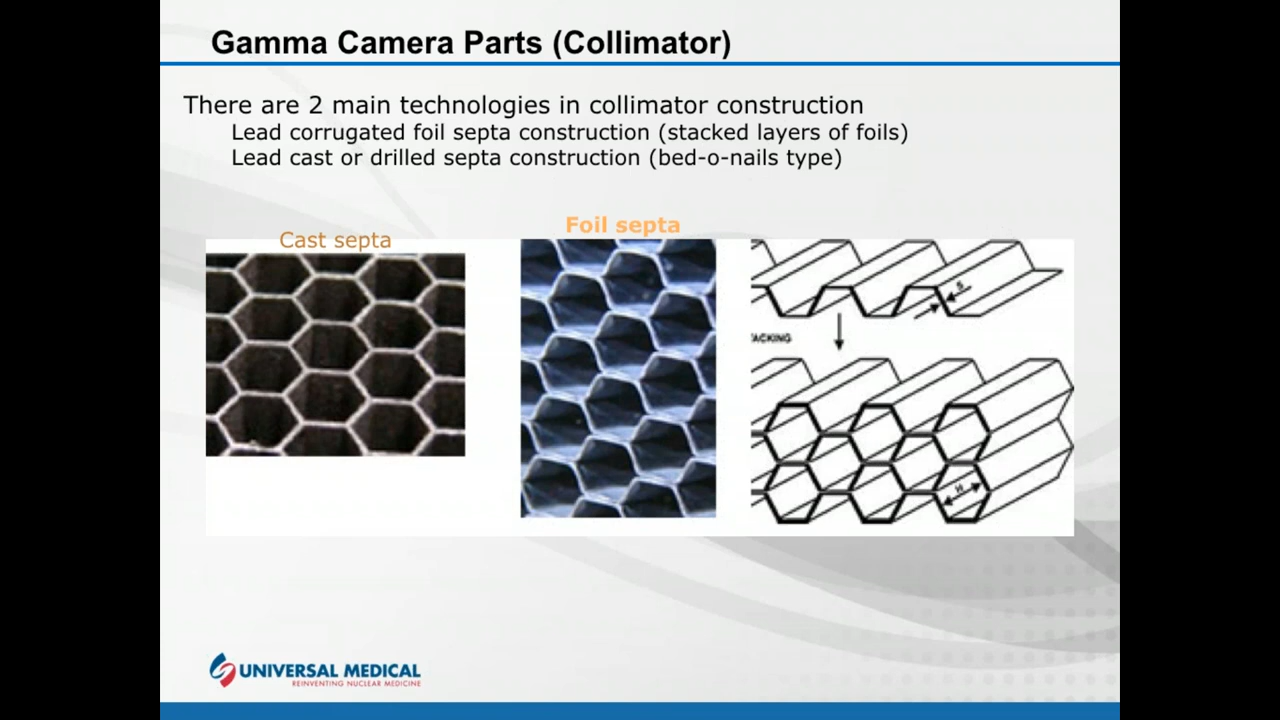 Gamma Camera Parts (Collimator)
There are 2 main technologies in collimator construction
Lead corrugated foil septa construction (stacked layers of foils)
Lead cast or drilled septa construction (bed-o-nails type)
Cast septa
Foil septa
S
ACKING
H
UNIVERSAL MEDICAL
REINVENTING NUCLEAR MEDICINE